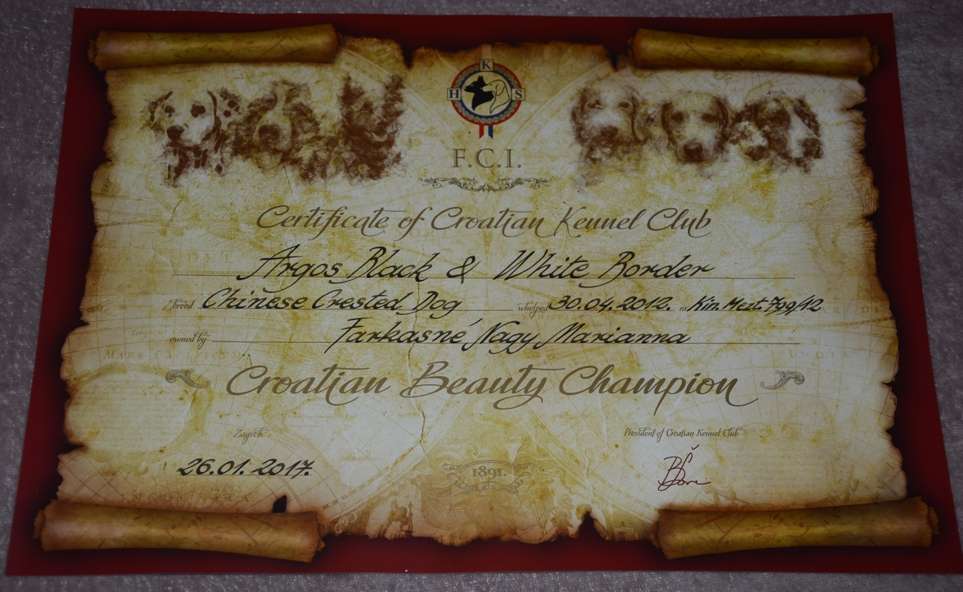 K
H S
F.C.I.
Certificate of Croatian Kennel Club
Argos Black & White Border
breed Chinese Crested Dog whelped 30.04.2012. Kin.Mezt.799/12
owned by Farkasné Nagy Marianna
Croatian Beauty Champion
Zagreb President of Croatian Kennel Club
26.01.2017.
1891.